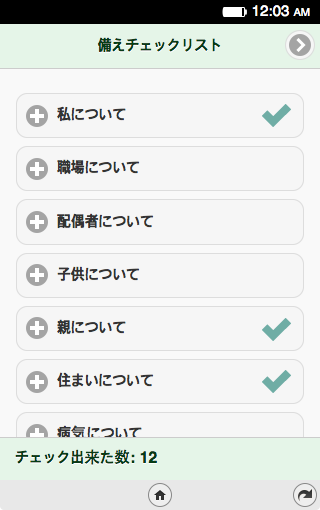 12:03 AM
備えチェックリスト
私について
職場について
配偶者について
子供について
親について
住まいについて
病気について
チェック出来た数: 12